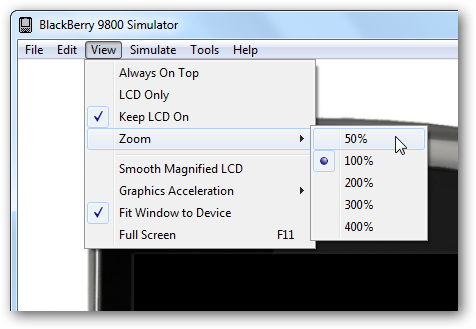 BlackBerry 9800 Simulator
File Edit View Simulate Tools Help
Always On Top
LCD Only
Keep LCD On
Zoom
50%
100%
200%
300%
400%
Smooth Magnified LCD
Graphics Acceleration
Fit Window to Device
Full Screen F11